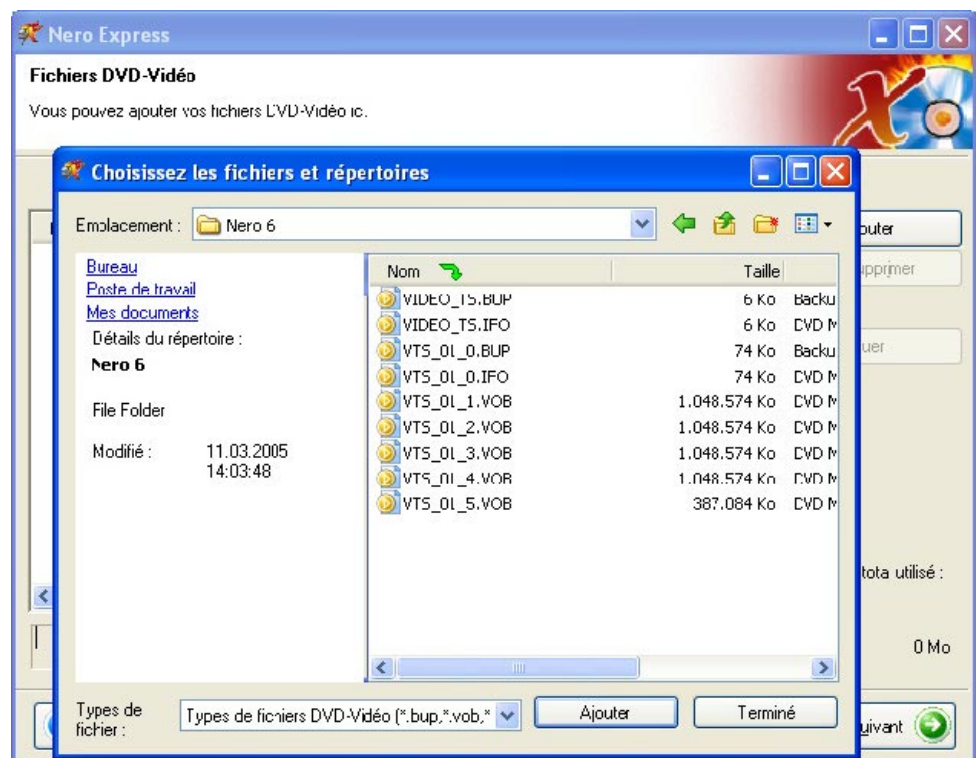 Nero Express
Fichiers DVD-Vidéo
Vous pouvez ajouter vos fichiers DVD-Vidéo ici.
Choisissez les fichiers et répertoires
Emplacement : Nero 6
outer
Bureau
Poste de travail
Mes documents
Détails du répertoire :
Nero 6
File Folder
Modifié : 11.03.2005
14:03:48
Nom Taille
VIDEO_TS.BUP 6 Ko Backu
VIDEO_TS.IFO 6 Ko DVD M
VTS_01_0.BUP 74 Ko Backu
VTS_01_0.IFO 74 Ko DVD M
VTS_01_1.VOB 1.048.574 Ko DVD M
VTS_01_2.VOB 1.048.574 Ko DVD M
VTS_01_3.VOB 1.048.574 Ko DVD M
VTS_01_4.VOB 1.048.574 Ko DVD M
VTS_01_5.VOB 387.084 Ko DVD M
pprimer
uer
total utilisé :
0 Mo
Types de
fichier :
Types de fichiers DVD-Vidéo (*.bup,*.vob,*
Ajouter
Terminé
uivant